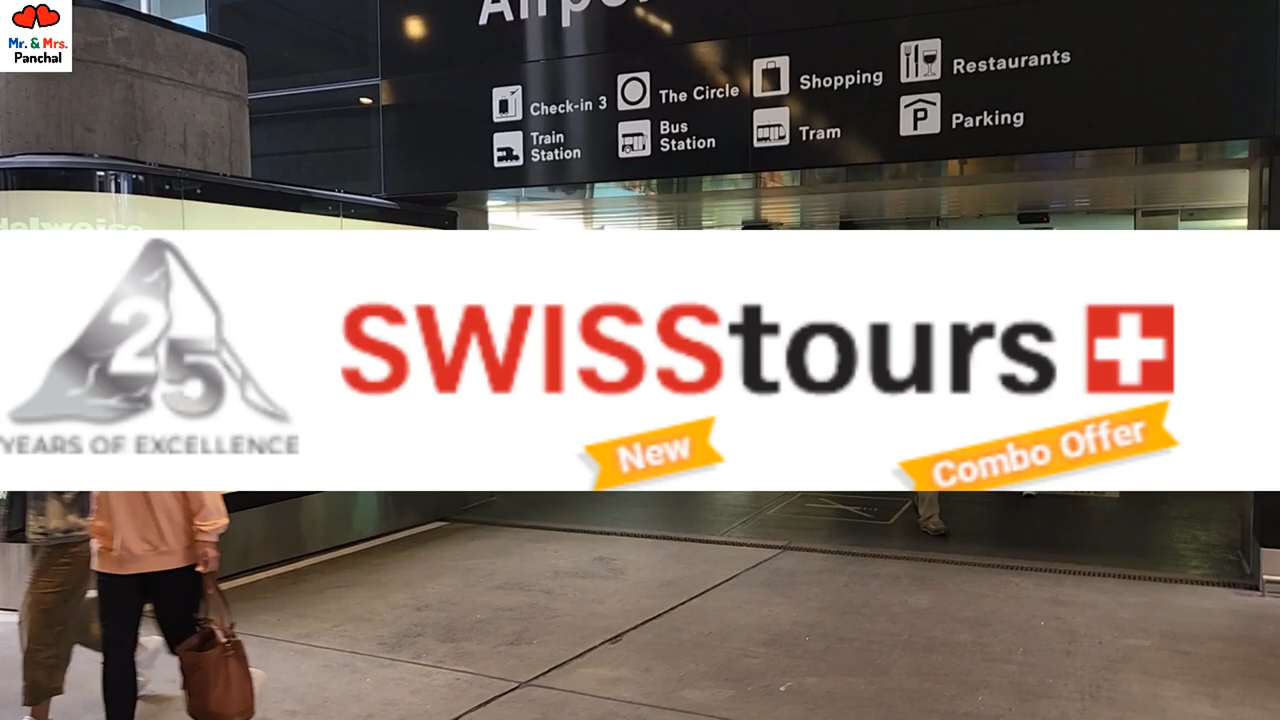 Mr. & Mrs.
Panchal
Check-in 3
The Circle
Shopping
Restaurants
Train
Station
Bus
Station
Tram
Parking
25
YEARS OF EXCELLENCE
SWISStours
New
Combo Offer